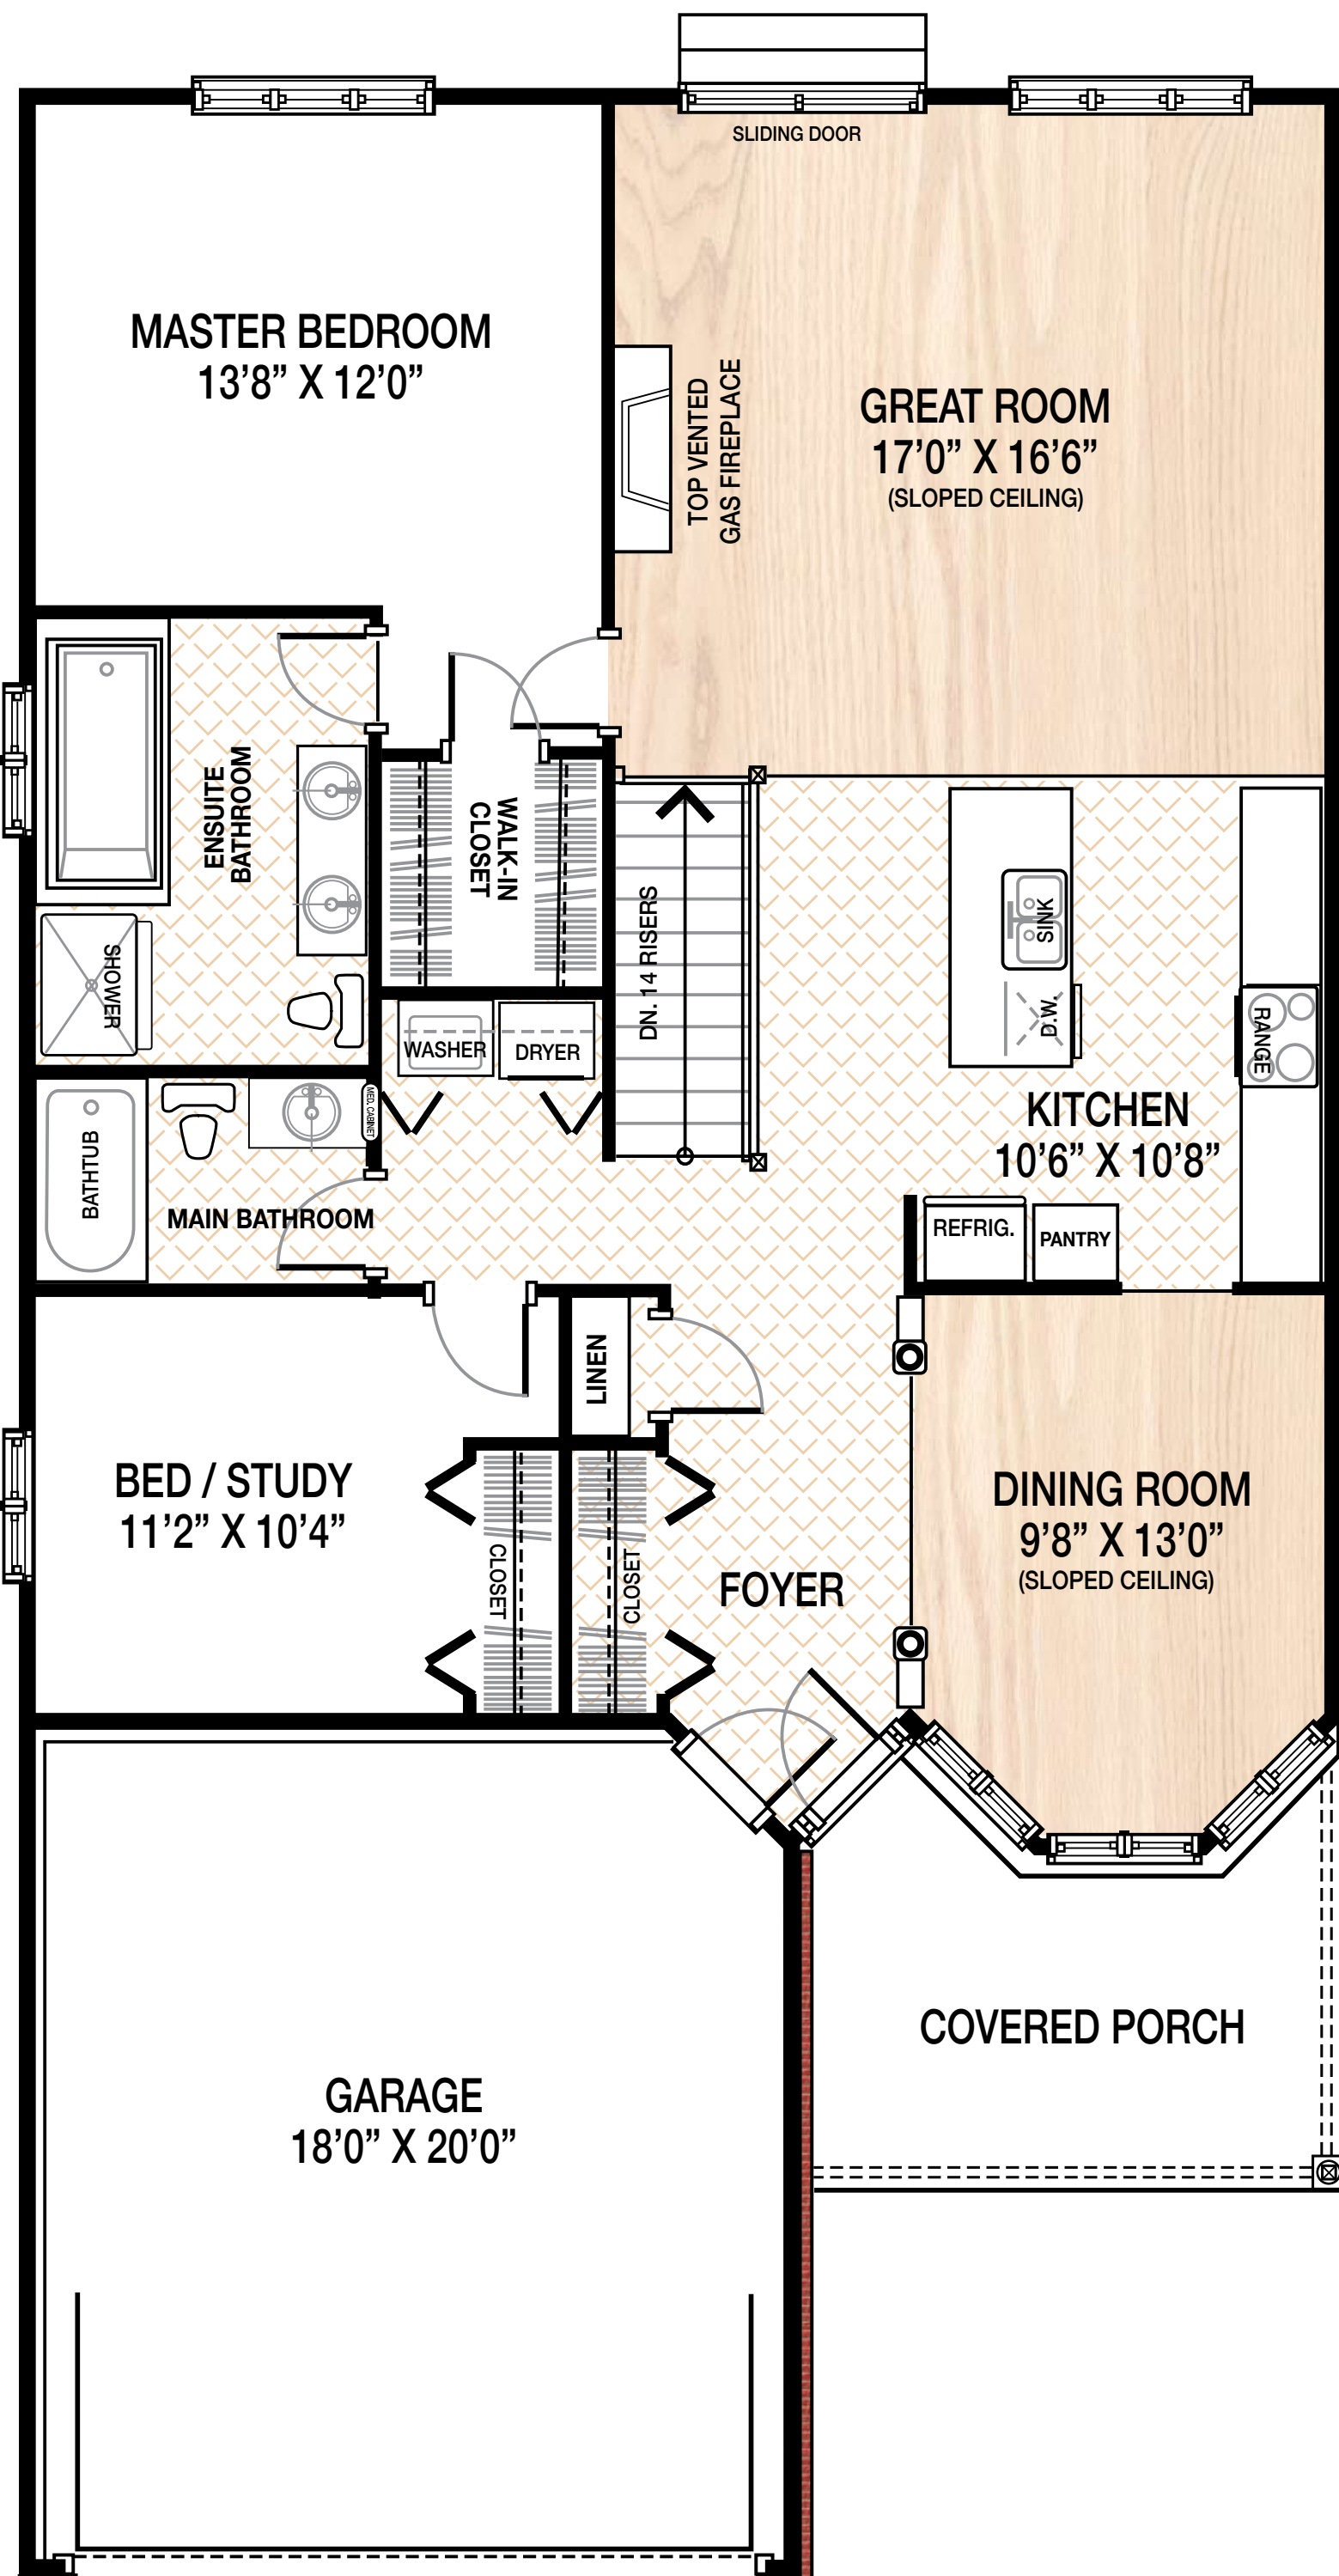 SLIDING DOOR
MASTER BEDROOM
13’8” X 12’0”
TOP VENTED
GAS FIREPLACE
GREAT ROOM
17’0” X 16’6”
(SLOPED CEILING)
ENSUITE
BATHROOM
WALK-IN
CLOSET
DN. 14 RISERS
SINK
D.W.
RANGE
SHOWER
WASHER
DRYER
KITCHEN
10’6” X 10’8”
MED. CABINET
BATHTUB
MAIN BATHROOM
REFRIG.
PANTRY
LINEN
BED / STUDY
11’2” X 10’4”
CLOSET
CLOSET
FOYER
DINING ROOM
9’8” X 13’0”
(SLOPED CEILING)
COVERED PORCH
GARAGE
18’0” X 20’0”